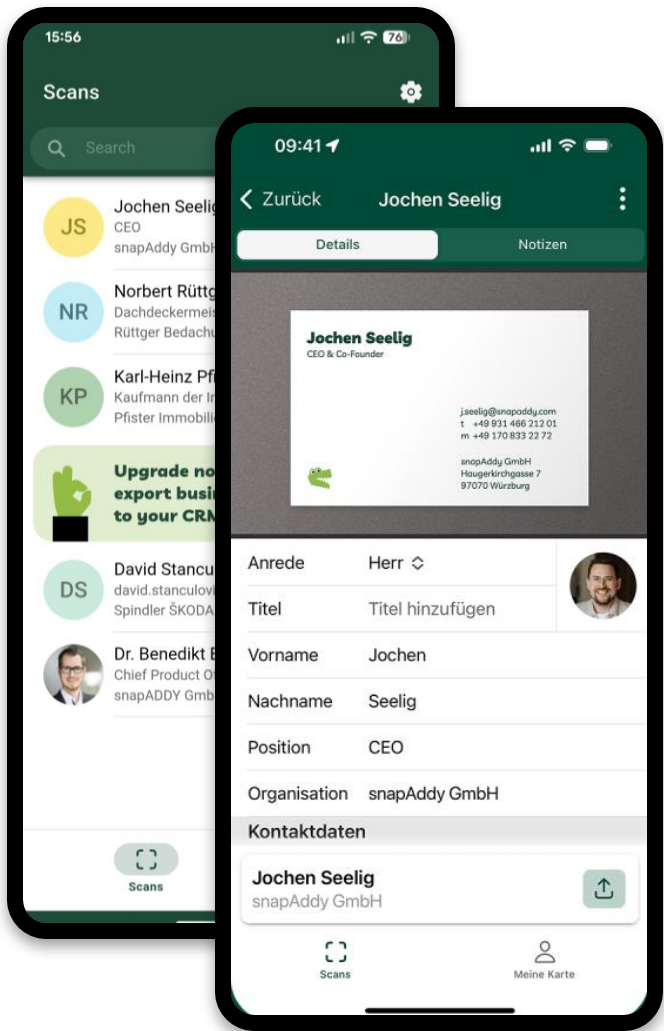 15:56
76
Scans
Search
JS
Jochen Seelig
CEO
snapAddy GmbH
NR
Norbert Rüttg
Dachdeckermeis
Rüttger Bedachu
KP
Karl-Heinz Pfi
Kaufmann der Im
Pfister Immobili
Upgrade no
export busi
to your CRM
DS
David Stancu
david.stanculovi
Spindler ŠKODA
Dr. Benedikt
Chief Product O
snapADDY Gmb
Scans
09:41
Zurück
Jochen Seelig
Details
Notizen
Jochen Seelig
CEO & Co-Founder
j.seelig@snapaddy.com
t +49 931 466 212 01
m +49 170 833 22 72
snapAddy GmbH
Haugerkirchgasse 7
97070 Würzburg
Anrede Herr
Titel Titel hinzufügen
Vorname Jochen
Nachname Seelig
Position CEO
Organisation snapAddy GmbH
Kontaktdaten
Jochen Seelig
snapAddy GmbH
Scans
Meine Karte